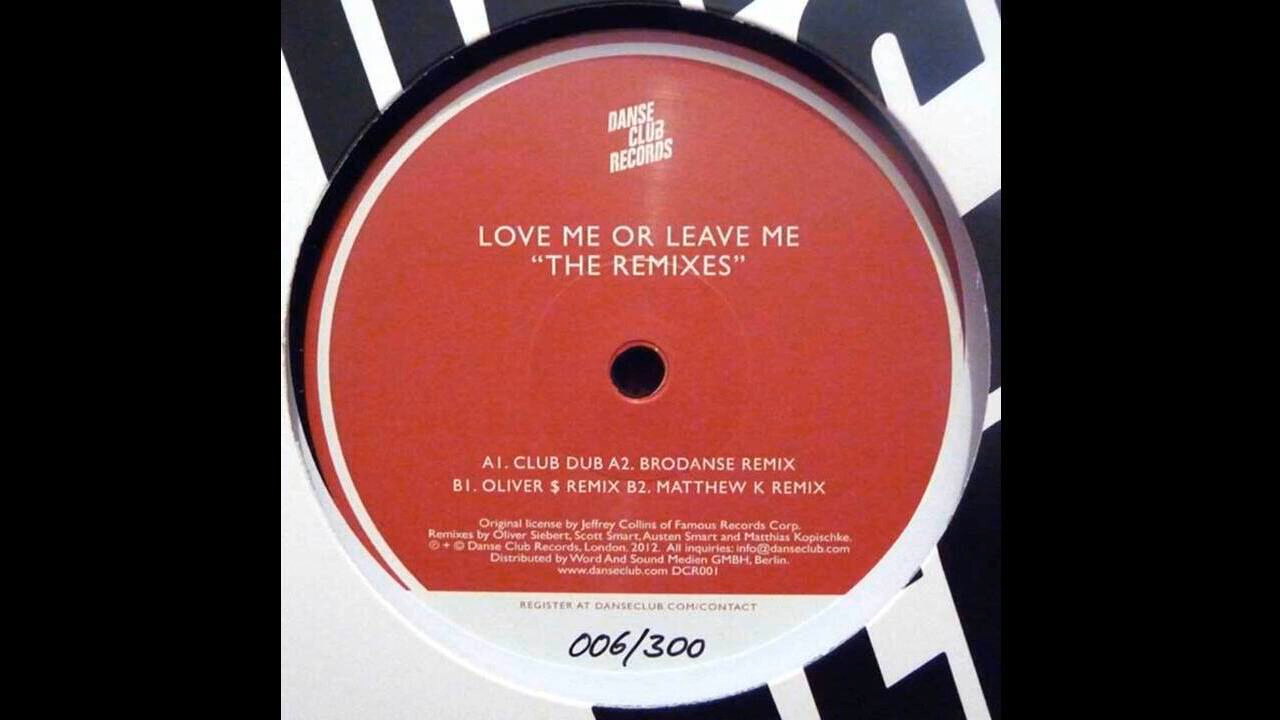 DANSE
CLUB
RECORDS
LOVE ME OR LEAVE ME
“THE REMIXES”
A1. CLUB DUB A2. BRODANSE REMIX
B1. OLIVER $ REMIX B2. MATTHEW K REMIX
Original license by Jeffrey Collins of Famous Records Corp.
Remixes by Oliver Siebert, Scott Smart, Austen Smart and Matthias Kopischke.
℗ + © Danse Club Records, London. 2012. All inquiries: info@danseclub.com
Distributed by Word And Sound Medien GMBH, Berlin.
www.danseclub.com DCR001
REGISTER AT DANSECLUB.COM/CONTACT
006/300